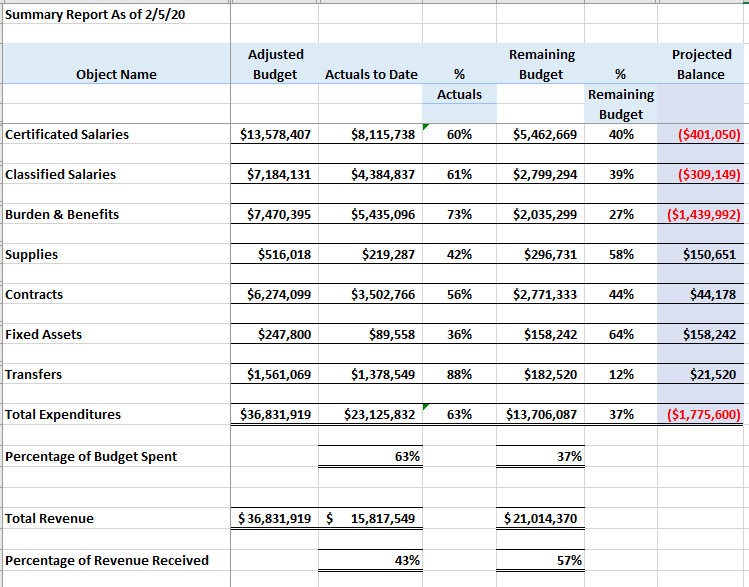 Summary Report As of 2/5/20
Adjusted Remaining Projected
Object Name Budget Actuals to Date % Budget % Balance
Actuals Remaining
Budget
Certificated Salaries $13,578,407 $8,115,738 60% $5,462,669 40% ($401,050)
Classified Salaries $7,184,131 $4,384,837 61% $2,799,294 39% ($309,149)
Burden & Benefits $7,470,395 $5,435,096 73% $2,035,299 27% ($1,439,992)
Supplies $516,018 $219,287 42% $296,731 58% $150,651
Contracts $6,274,099 $3,502,766 56% $2,771,333 44% $44,178
Fixed Assets $247,800 $89,558 36% $158,242 64% $158,242
Transfers $1,561,069 $1,378,549 88% $182,520 12% $21,520
Total Expenditures $36,831,919 $23,125,832 63% $13,706,087 37% ($1,775,600)
Percentage of Budget Spent 63% 37%
Total Revenue $36,831,919 $ 15,817,549 $21,014,370
Percentage of Revenue Received 43% 57%